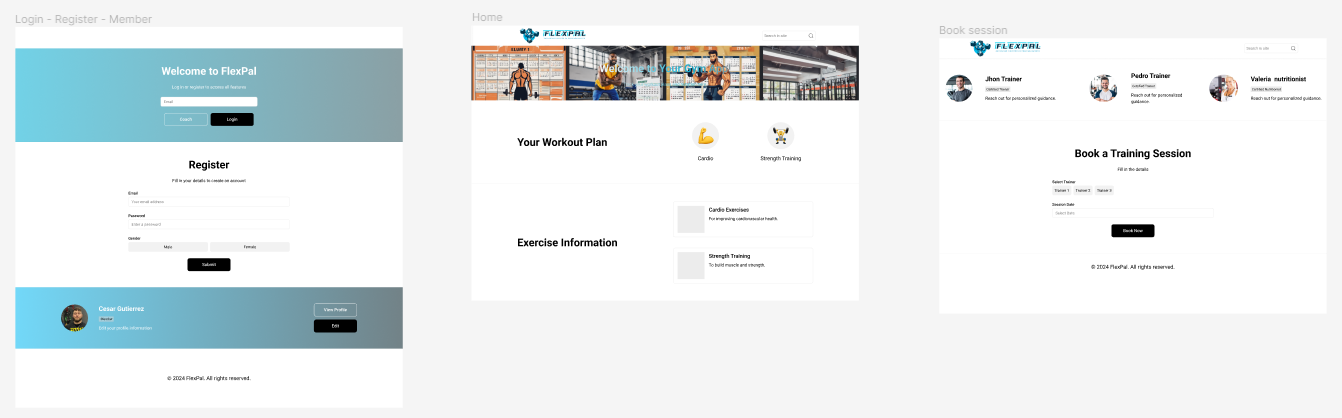 Login - Register - Member
Welcome to FlexPal
Log in or register to access all features
Email
Coach
Login
Register
Fill in your details to create an account
Email
Your email address
Password
Enter a password
Gender
Male
Female
Submit
Cesar Gutierrez
Member
Edit your profile information
View Profile
Edit
© 2024 FlexPal. All rights reserved.
Home
FLEXPAL
Search in site
Welcome to Your Gym
Your Workout Plan
Cardio
Strength Training
Exercise Information
Cardio Exercises
For improving cardiovascular health.
Strength Training
To build muscle and strength.
Book session
FLEXPAL
Search in site
Jhon Trainer
Certified Trainer
Reach out for personalized guidance.
Pedro Trainer
Certified Trainer
Reach out for personalized
guidance.
Valeria nutritionist
Certified Nutritionist
Reach out for personalized guidance.
Book a Training Session
Fill in the details
Select Trainer
Trainer 1
Trainer 2
Trainer 3
Session Date
Select Date
Book Now
© 2024 FlexPal. All rights reserved.